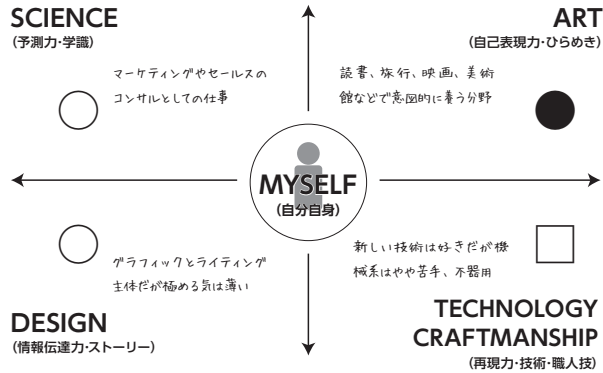 SCIENCE
(予測力・学識)
マーケティングやセールスの
コンサルとしての仕事
ART
(自己表現力・ひらめき)
読書、旅行、映画、美術
館などで意図的に養う分野
MYSELF
(自分自身)
グラフィックとライティング
主体だが極める気は薄い
DESIGN
(情報伝達力・ストーリー)
新しい技術は好きだが機
械系はやや苦手、不器用
TECHNOLOGY
CRAFTMANSHIP
(再現力・技術・職人技)